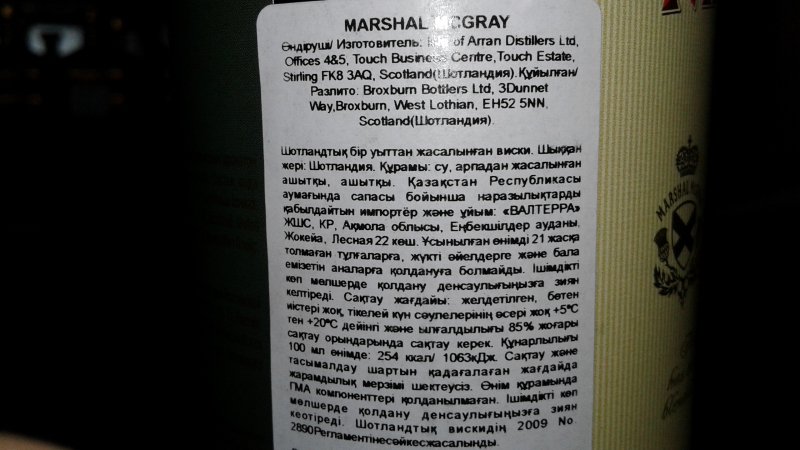 MARSHAL MCGRAY
Өндіруші/ Изготовитель: of Arran Distillers Ltd,
Offices 4&5, Touch Business Centre,Touch Estate,
Stirling FK8 3AQ, Scotland(Шотландия).Құйылған/
Разлито: Broxburn Bottlers Ltd, 3Dunnet
Way,Broxburn, West Lothian, EH52 5NN,
Scotland(Шотландия).
Шотландтық бір уыттан жасалынған виски. Шыққан
жері: Шотландия. Құрамы: су, арпадан жасалынған
ашытқы, ашытқы. Қазақстан Республикасы
аумағында сапасы бойынша наразылықтарды
қабылдайтын импортёр және ұйым: «ВАЛТЕРРА»
ЖШС, КР, Ақмола облысы, Еңбекшілдер ауданы,
Жокейа, Лесная 22 көш. Ұсынылған өнімді 21 жасқа
толмаған тұлғаларға, жүкті әйелдерге және бала
емізетін аналарға қолдануға болмайды. Ішімдікті
көп мөлшерде қолдану денсаулығыңызға зиян
келтіреді. Сақтау жағдайы: желдетілген, бөтен
иістері жоқ, тікелей күн сәулелерінің әсері жоқ +5°С
тен +20°С дейінгі және ылғалдылығы 85% жоғары
сақтау орындарында сақтау керек. Құнарлылығы
100 мл өнімде: 254 ккал/ 1063кДж. Сақтау және
тасымалдау шартын қадағалаған жағдайда
жарамдылық мерзімі шектеусіз. Өнім құрамында
ГМА компоненттері қолданылмаған. Ішімдікті көп
мөлшерде қолдану денсаулығыңызға зиян
кеотіреді. Шотландтық вискидің 2009 No.
2890Регламентінесәйкесжасалынды.
MARSHAL